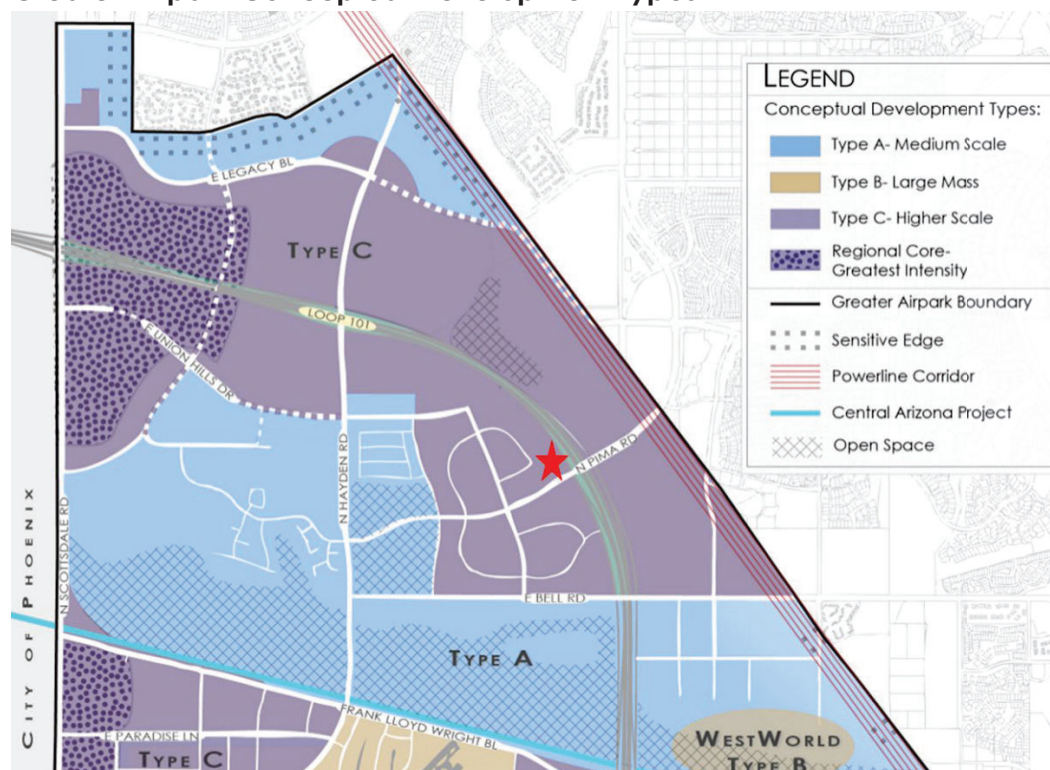 LEGEND
Conceptual Development Types:
Type A- Medium Scale
Type B- Large Mass
Type C- Higher Scale
Regional Core-
Greatest Intensity
Greater Airpark Boundary
Sensitive Edge
Powerline Corridor
Central Arizona Project
Open Space
E LEGACY BL
TYPE C
LOOP 101
E UNION HILLS DR
N HAYDEN RD
N PIMA RD
N SCOTTSDALE RD
CITY OF PHOENIX
E BELL RD
TYPE A
FRANK LLOYD WRIGHT BL
E PARADISE LN
TYPE C
WESTWORLD
TYPE B